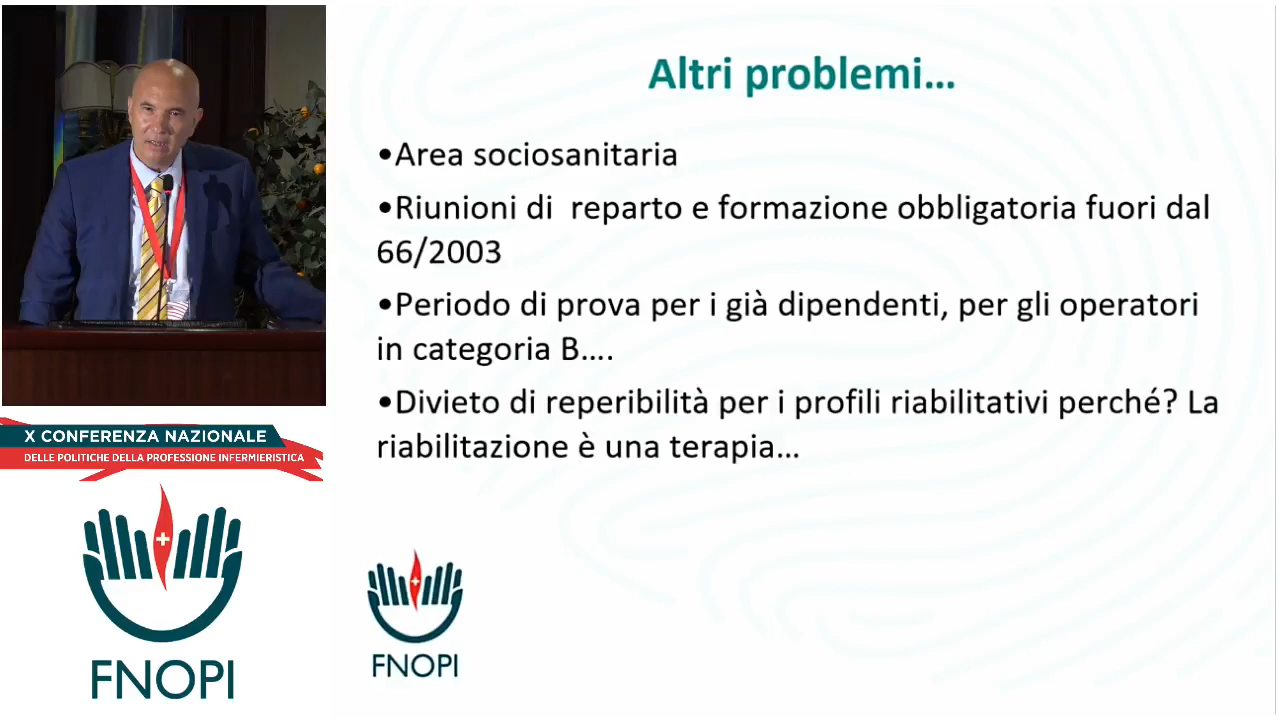 Altri problemi...
•Area sociosanitaria
•Riunioni di  reparto e formazione obbligatoria fuori dal
66/2003
•Periodo di prova per i già dipendenti, per gli operatori
in categoria B....
•Divieto di reperibilità per i profili riabilitativi perché? La
riabilitazione è una terapia...
X CONFERENZA NAZIONALE
DELLE POLITICHE DELLA PROFESSIONE INFERMIERISTICA
FNOPI
FNOPI